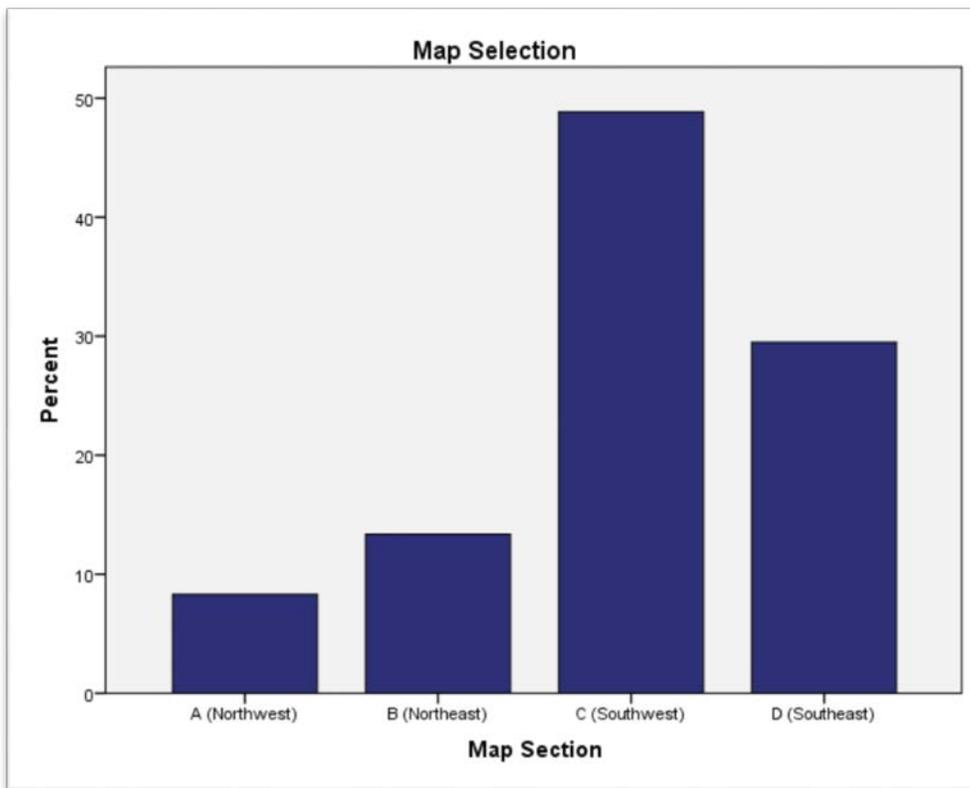 Map Selection
50
40
30
20
10
0
Percent
A (Northwest)
B (Northeast)
C (Southwest)
D (Southeast)
Map Section